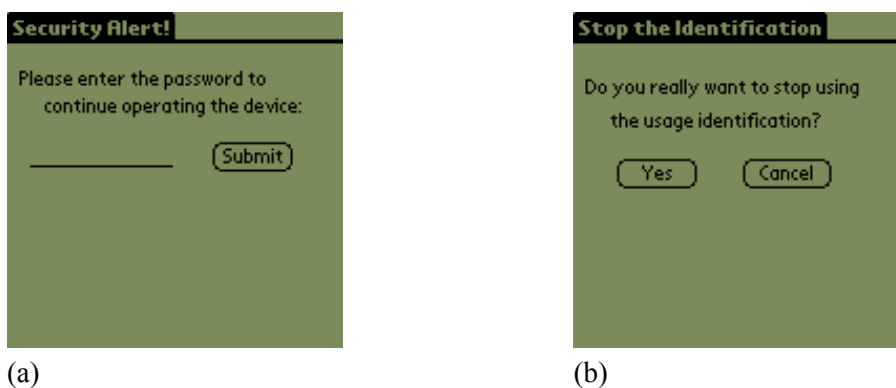 Security Alert!
Please enter the password to
continue operating the device:
Submit
(a)
Stop the Identification
Do you really want to stop using
the usage identification?
Yes Cancel
(b)